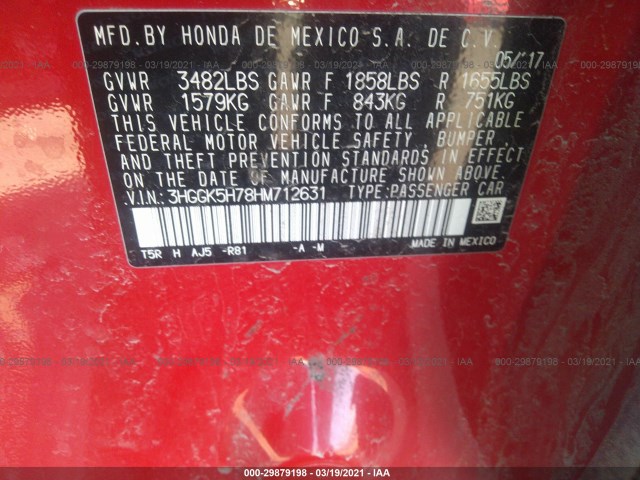 MFD.BY HONDA DE MEXICO S.A. DE C.V.
05/'17
GVWR 3482LBS GAWR F 1858LBS R 1655LBS
GVWR 1579KG GAWR F 843KG R 751KG
THIS VEHICLE CONFORMS TO ALL APPLICABLE
FEDERAL MOTOR VEHICLE SAFETY, BUMPER,
AND THEFT PREVENTION STANDARDS IN EFFECT
ON THE DATE OF MANUFACTURE SHOWN ABOVE.
V.I.N.: 3HGGK5H78HM712631 TYPE:PASSENGER CAR
T5R H AJ5 -R81 -A -M MADE IN MEXICO
000-29879198 - 03/19/2021 - IAA